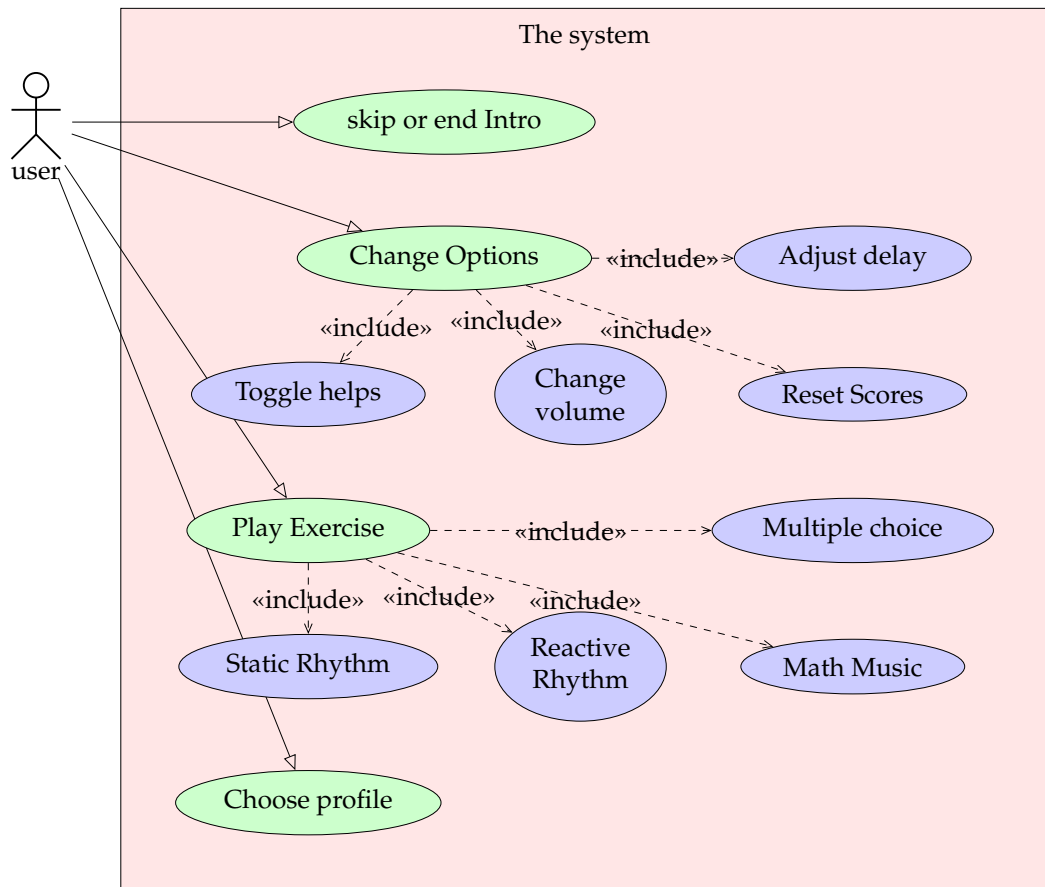 The system
skip or end Intro
user
Change Options
«include»
Adjust delay
«include»
«include»
«include»
Toggle helps
Change
volume
Reset Scores
Play Exercise
«include»
Multiple choice
«include»
«include»
«include»
Static Rhythm
Reactive
Rhythm
Math Music
Choose profile